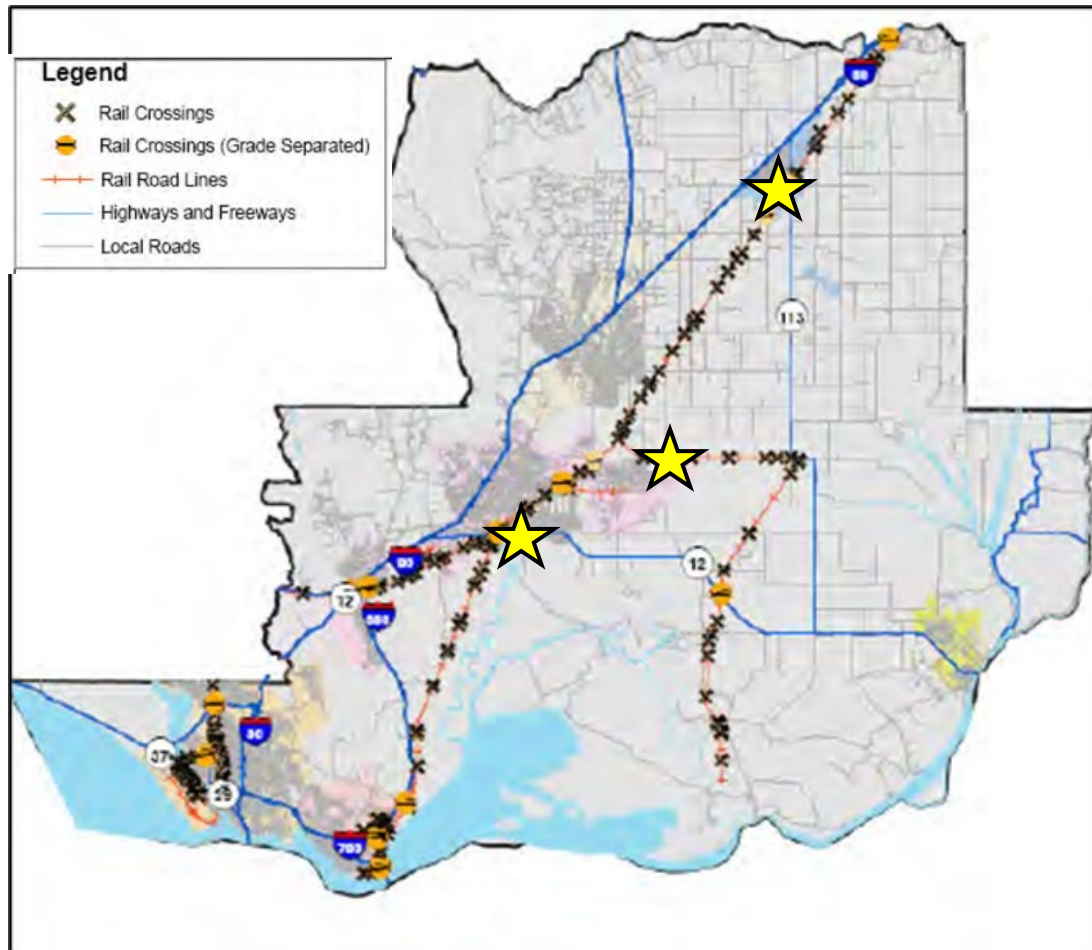 Legend
Rail Crossings
Rail Crossings (Grade Separated)
Rail Road Lines
Highways and Freeways
Local Roads
80
113
12
80
12
680
80
37
29
780